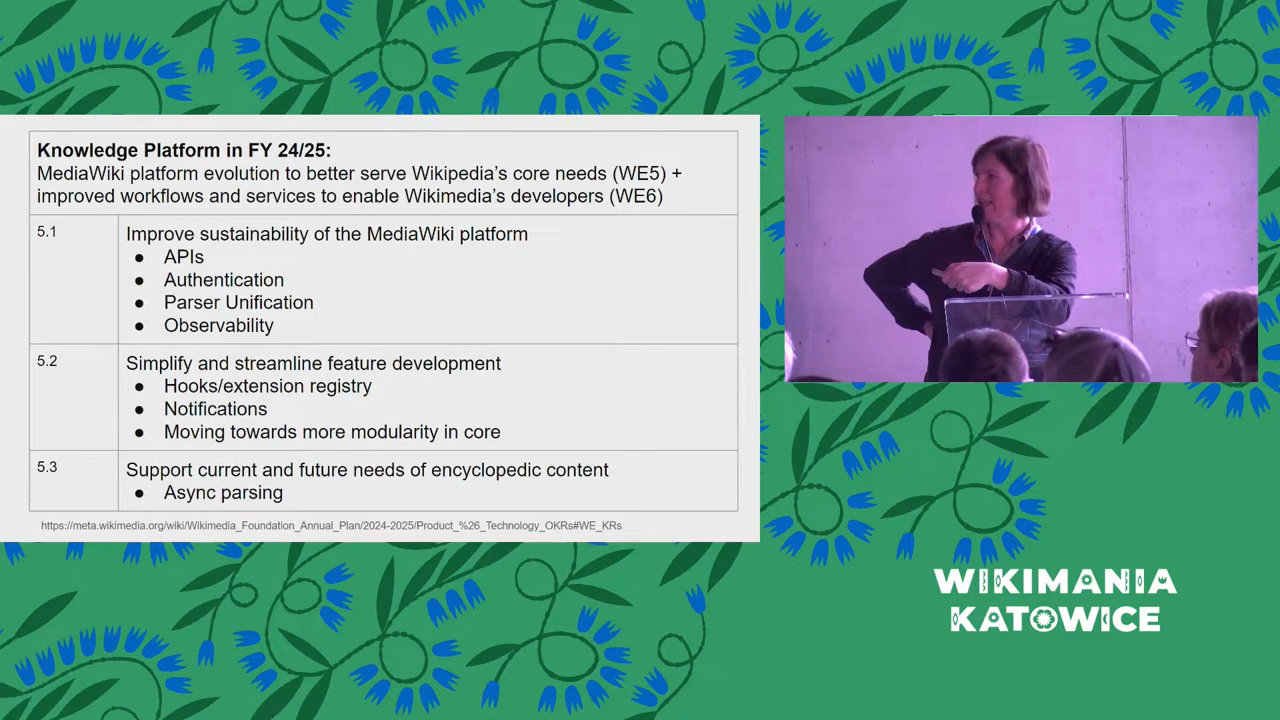 Knowledge Platform in FY 24/25:
MediaWiki platform evolution to better serve Wikipedia's core needs (WE5) +
improved workflows and services to enable Wikimedia's developers (WE6)
5.1
Improve sustainability of the MediaWiki platform
● APIs
● Authentication
● Parser Unification
● Observability
5.2
Simplify and streamline feature development
● Hooks/extension registry
● Notifications
● Moving towards more modularity in core
5.3
Support current and future needs of encyclopedic content
● Async parsing
https://meta.wikimedia.org/wiki/Wikimedia_Foundation_Annual_Plan/2024-2025/Product_%26_Technology_OKRs#WE_KRs
WIKIMANIA
KATOWICE